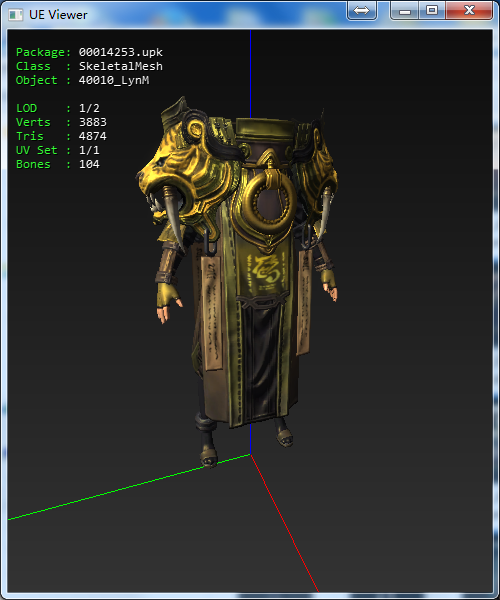 UE Viewer
Package: 00014253.upk
Class : SkeletalMesh
Object : 40010_LynM
LOD : 1/2
Verts : 3883
Tris : 4874
UV Set : 1/1
Bones : 104